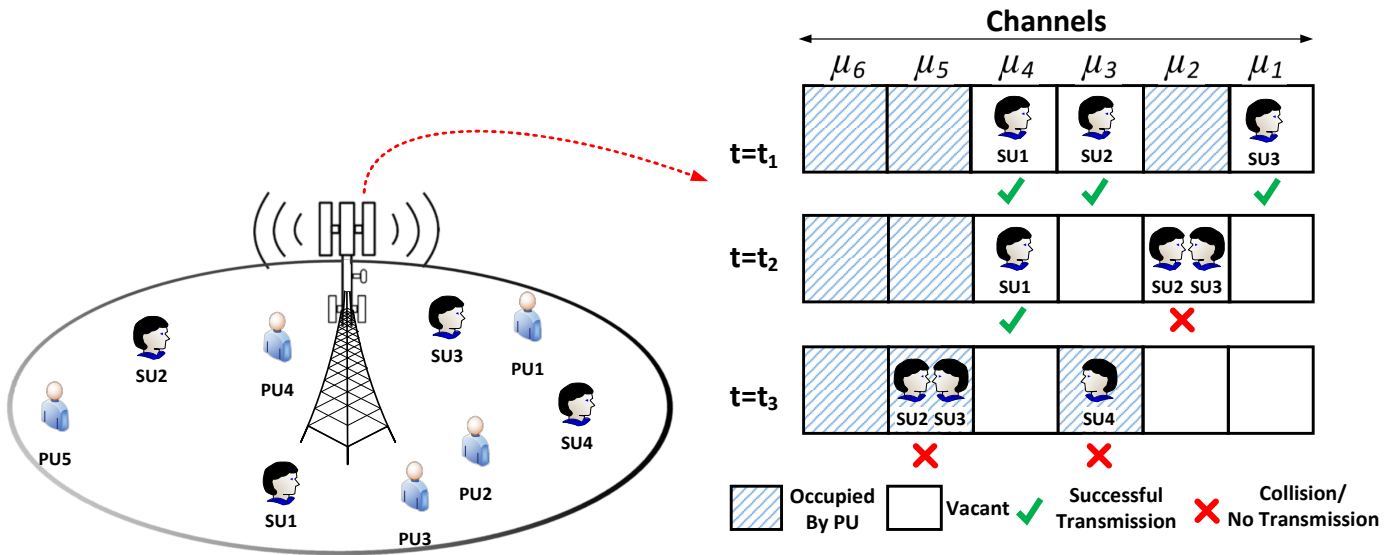 Channels
μ6 μ5 μ4 μ3 μ2 μ1
t=t1
SU1 SU2 SU3
t=t2
SU1 SU2 SU3
t=t3
SU2 SU3 SU4
SU2
PU4
SU3
PU1
PU5
SU4
SU1
PU3
PU2
Occupied
By PU
Vacant
Successful
Transmission
Collision/
No Transmission